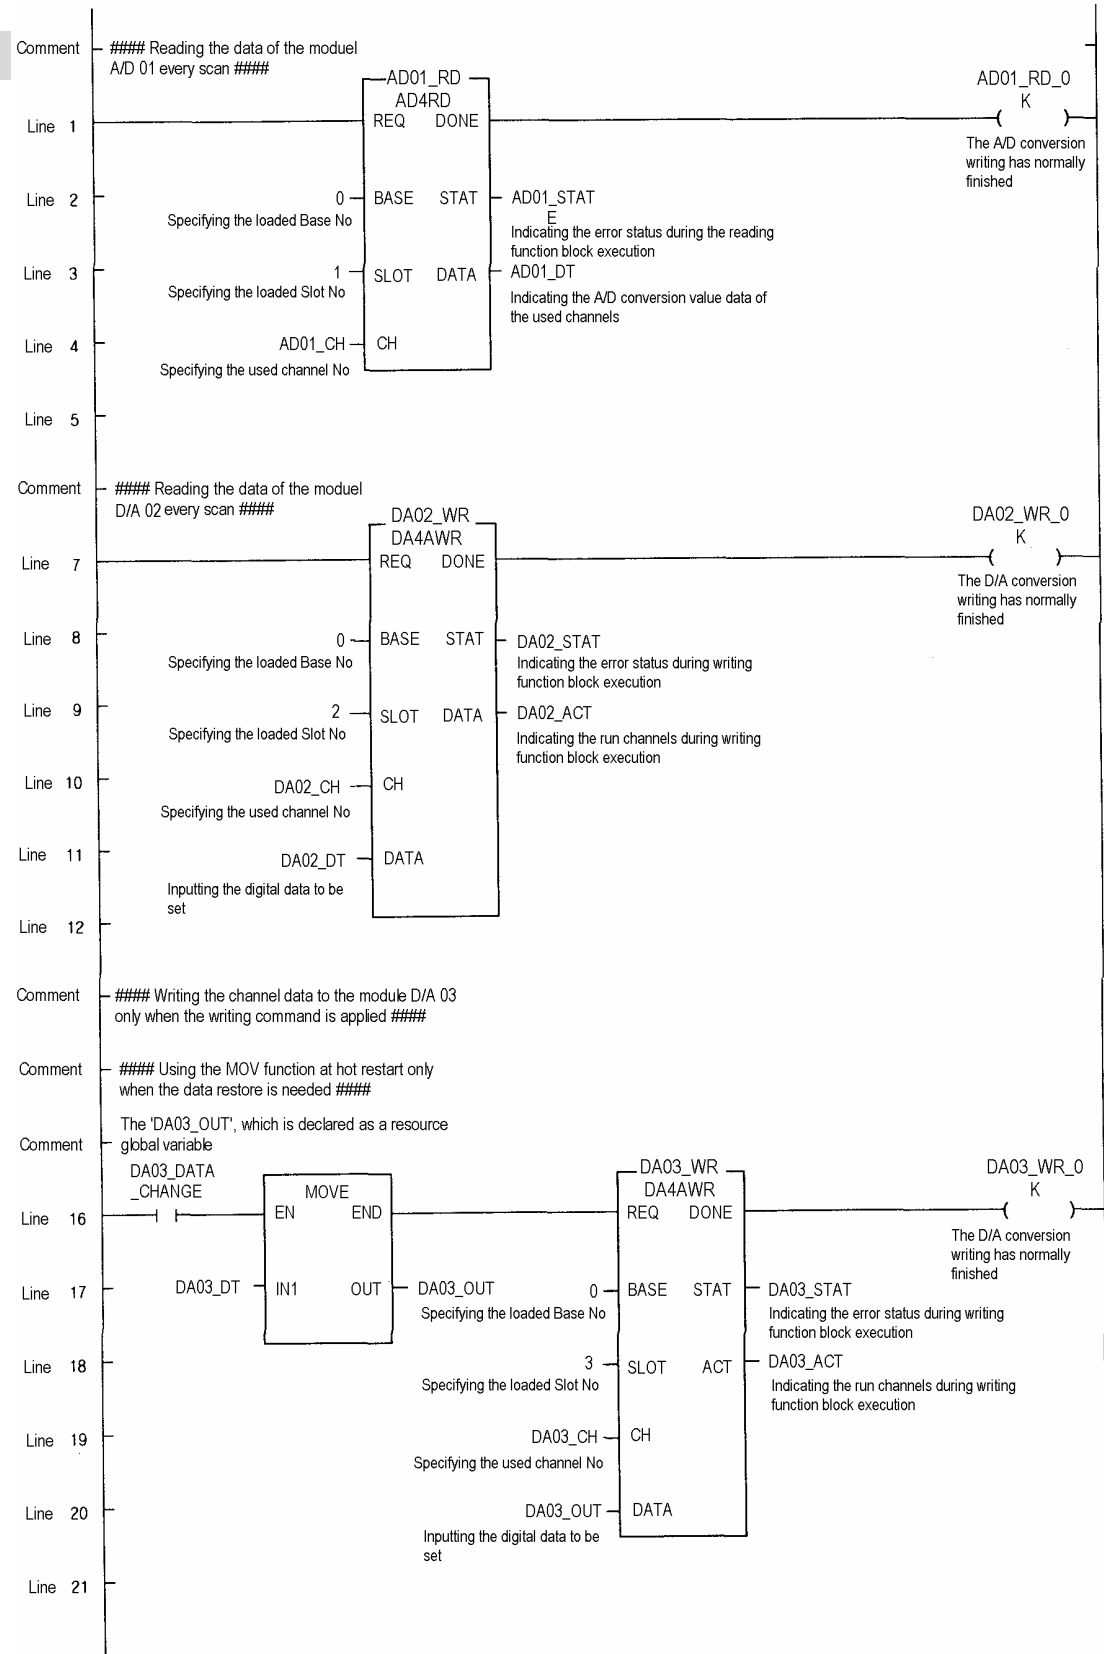 Comment
#### Reading the data of the moduel
A/D 01 every scan ####
AD01_RD
AD4RD
AD01_RD_0
K
Line 1
REQ DONE
The A/D conversion
writing has normally
finished
Line 2
0
BASE STAT
AD01_STAT
E
Specifying the loaded Base No
Indicating the error status during the reading
function block execution
Line 3
1
SLOT DATA
AD01_DT
Specifying the loaded Slot No
Indicating the A/D conversion value data of
the used channels
Line 4
AD01_CH
CH
Specifying the used channel No
Line 5
Comment
#### Reading the data of the moduel
D/A 02 every scan ####
DA02_WR
DA4AWR
DA02_WR_0
K
Line 7
REQ DONE
The D/A conversion
writing has normally
finished
Line 8
0
BASE STAT
DA02_STAT
Specifying the loaded Base No
Indicating the error status during writing
function block execution
Line 9
2
SLOT DATA
DA02_ACT
Specifying the loaded Slot No
Indicating the run channels during writing
function block execution
Line 10
DA02_CH
CH
Specifying the used channel No
Line 11
DA02_DT
DATA
Inputting the digital data to be
set
Line 12
Comment
#### Writing the channel data to the module D/A 03
only when the writing command is applied ####
Comment
#### Using the MOV function at hot restart only
when the data restore is needed ####
Comment
The 'DA03_OUT', which is declared as a resource
global variable
DA03_DATA
_CHANGE
MOVE
DA03_WR
DA4AWR
DA03_WR_0
K
Line 16
EN END
REQ DONE
The D/A conversion
writing has normally
finished
Line 17
DA03_DT
IN1 OUT
DA03_OUT
0
BASE STAT
DA03_STAT
Specifying the loaded Base No
Indicating the error status during writing
function block execution
Line 18
3
SLOT ACT
DA03_ACT
Specifying the loaded Slot No
Indicating the run channels during writing
function block execution
Line 19
DA03_CH
CH
Specifying the used channel No
Line 20
DA03_OUT
DATA
Inputting the digital data to be
set
Line 21